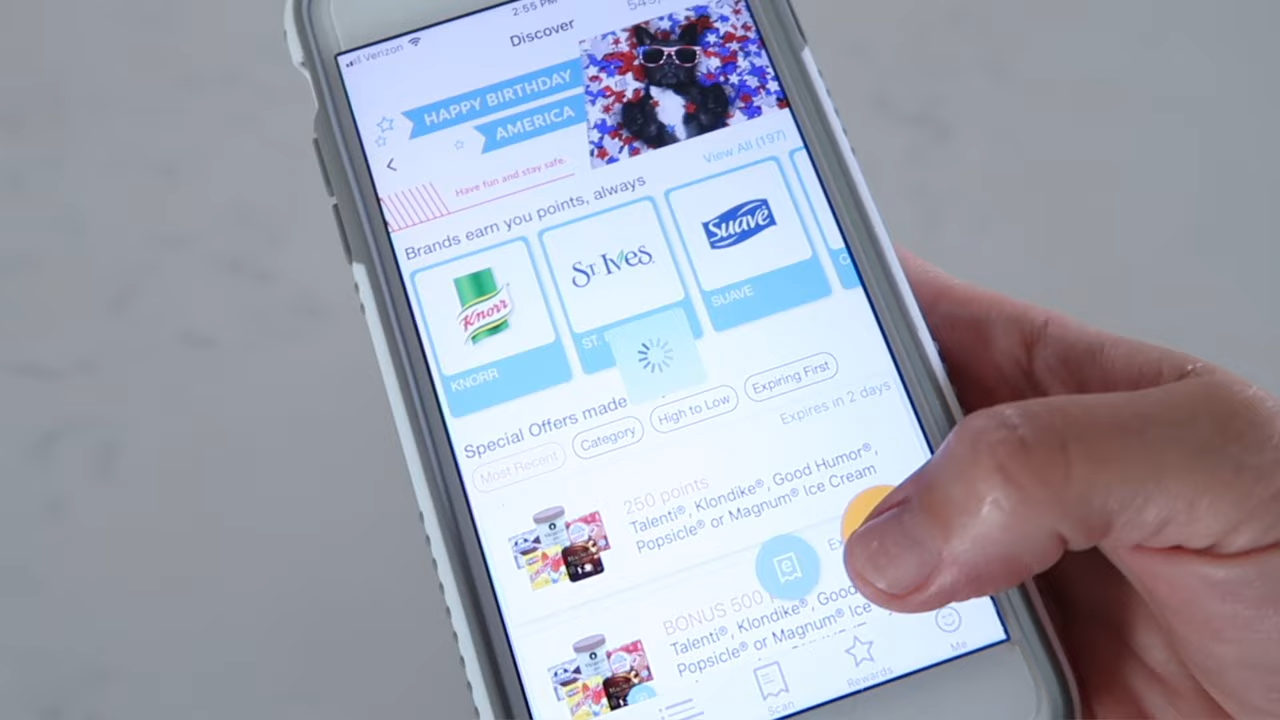 Verizon
2:55 PM
Discover
HAPPY BIRTHDAY
AMERICA
Have fun and stay safe.
View All (197)
Brands earn you points, always
Knorr
ST. IVES.
Suave
KNORR
ST.
SUAVE
Special Offers made
Most Recent
Category
High to Low
Expiring First
Expires in 2 days
250 points
Talenti®, Klondike®, Good Humor®,
Popsicle® or Magnum® Ice Cream
e
BONUS 500
Talenti®, Klondike®, Good
Popsicle® or Magnum® Ice
Scan
Rewards
Me